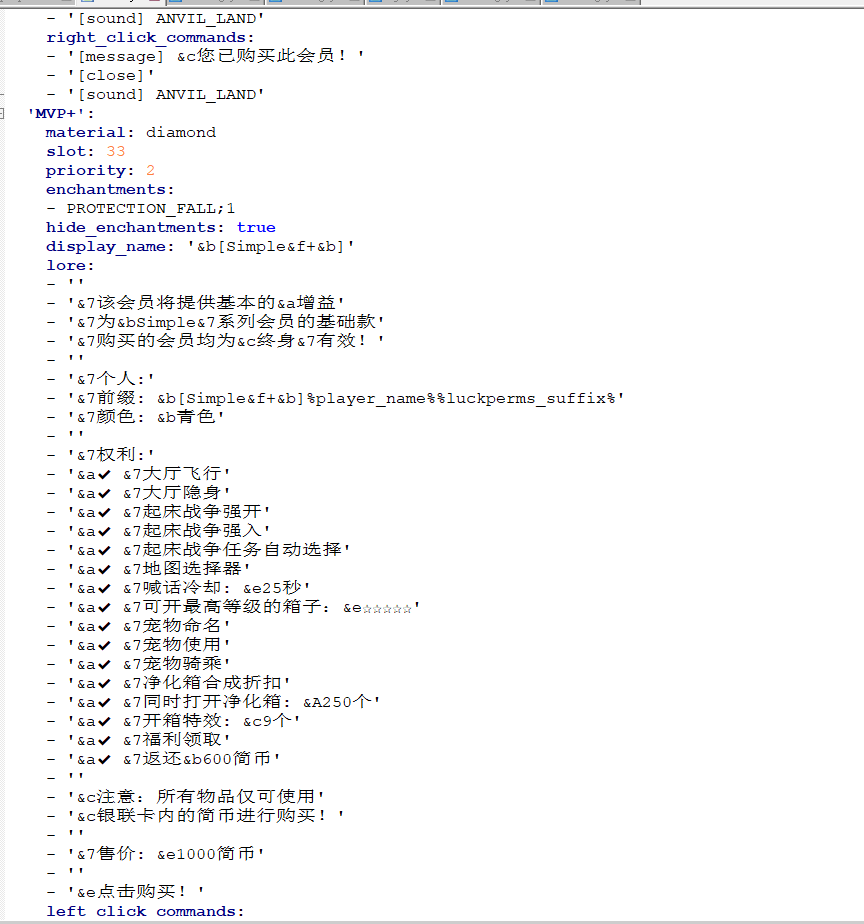 - '[sound] ANVIL_LAND'
right_click_commands:
- '[message] &c您已购买此会员！'
- '[close]'
- '[sound] ANVIL_LAND'
'MVP+':
material: diamond
slot: 33
priority: 2
enchantments:
- PROTECTION_FALL;1
hide_enchantments: true
display_name: '&b[Simple&f+&b]'
lore:
- ''
- '&7该会员将提供基本的&a增益'
- '&7为&bSimple&7系列会员的基础款'
- '&7购买的会员均为&c终身&7有效！'
- ''
- '&7个人:'
- '&7前缀: &b[Simple&f+&b]%player_name%%luckperms_suffix%'
- '&7颜色: &b青色'
- ''
- '&7权利:'
- '&a✔ &7大厅飞行'
- '&a✔ &7大厅隐身'
- '&a✔ &7起床战争强开'
- '&a✔ &7起床战争强入'
- '&a✔ &7起床战争任务自动选择'
- '&a✔ &7地图选择器'
- '&a✔ &7喊话冷却: &e25秒'
- '&a✔ &7可开最高等级的箱子: &e☆☆☆☆☆'
- '&a✔ &7宠物命名'
- '&a✔ &7宠物使用'
- '&a✔ &7宠物骑乘'
- '&a✔ &7净化箱合成折扣'
- '&a✔ &7同时打开净化箱: &A250个'
- '&a✔ &7开箱特效: &c9个'
- '&a✔ &7福利领取'
- '&a✔ &7返还&b600简币'
- ''
- '&c注意: 所有物品仅可使用'
- '&c银联卡内的简币进行购买！'
- ''
- '&7售价: &e1000简币'
- ''
- '&e点击购买！'
left_click_commands: